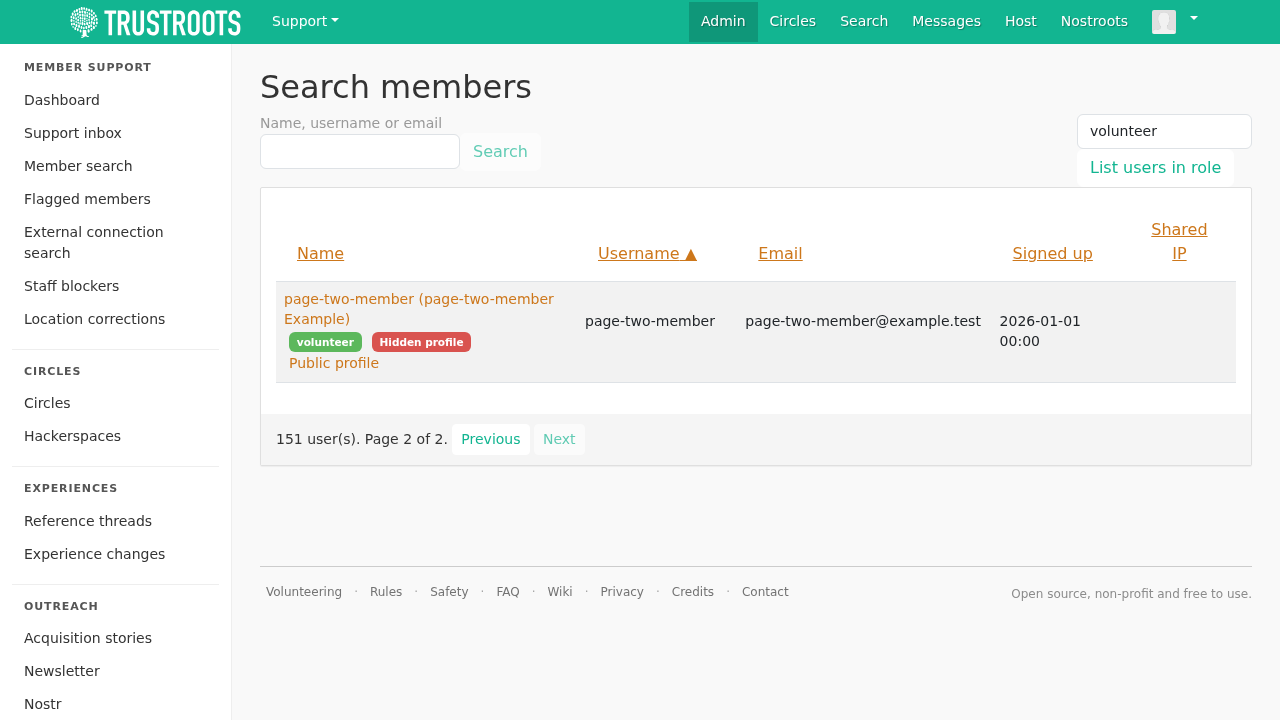 TRUSTROOTS
Support
Admin
Circles
Search
Messages
Host
Nostroots
MEMBER SUPPORT
Dashboard
Support inbox
Member search
Flagged members
External connection
search
Staff blockers
Location corrections
CIRCLES
Circles
Hackerspaces
EXPERIENCES
Reference threads
Experience changes
OUTREACH
Acquisition stories
Newsletter
Nostr
Search members
Name, username or email
Search
volunteer
List users in role
Name
Username ▲
Email
Signed up
Shared
IP
page-two-member (page-two-member
Example)
volunteer
Hidden profile
Public profile
page-two-member
page-two-member@example.test
2026-01-01
00:00
151 user(s). Page 2 of 2.
Previous
Next
Volunteering · Rules · Safety · FAQ · Wiki · Privacy · Credits · Contact
Open source, non-profit and free to use.